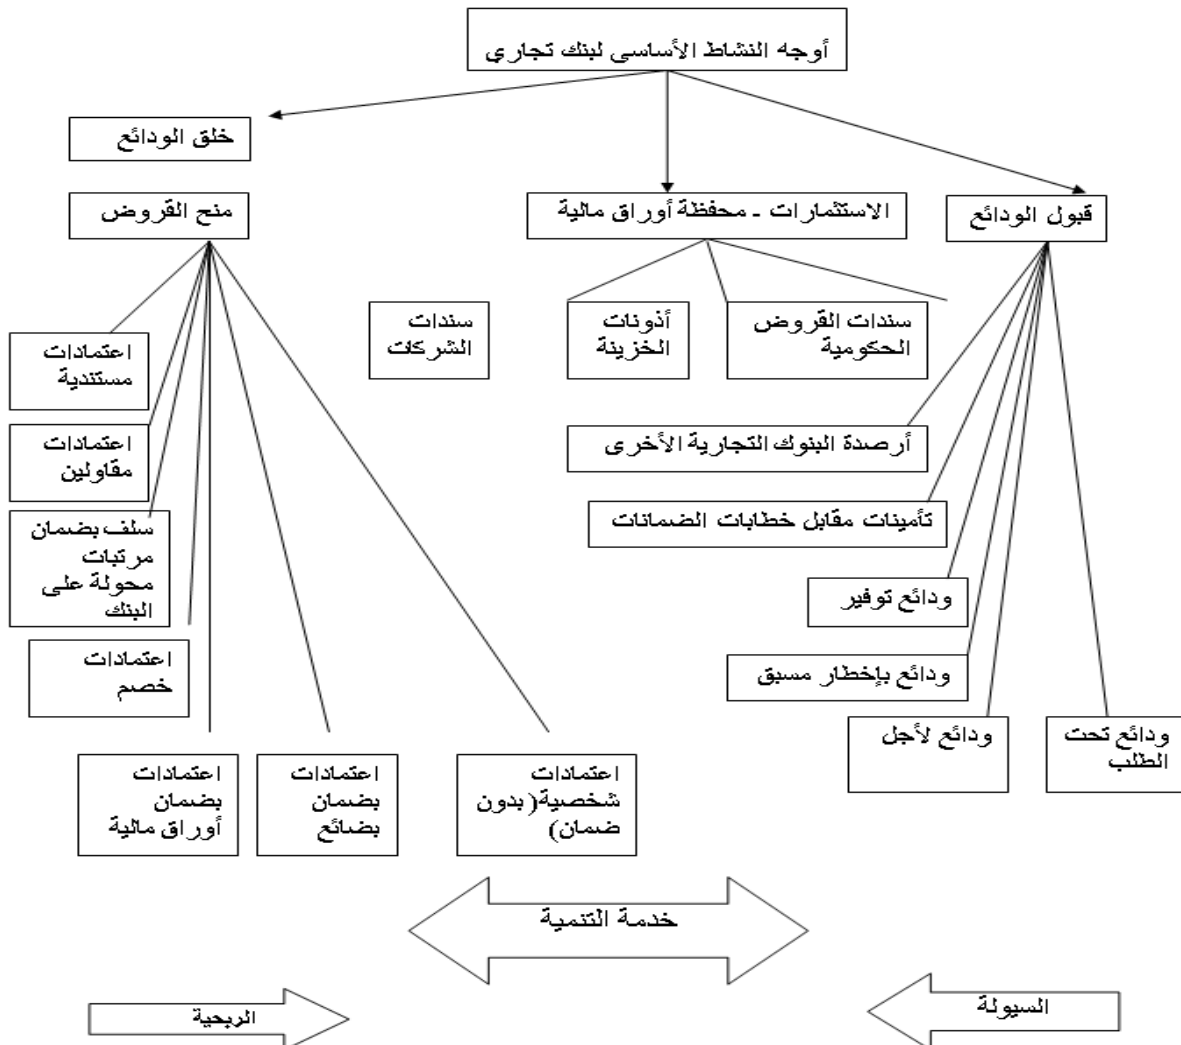 أوجه النشاط الأساسى لبنك تجاري
خلق الودائع
قبول الودائع
الاستثمارات - محفظة أوراق مالية
منح القروض
سندات القروض
الحكومية
أذونات
الخزينة
سندات
الشركات
اعتمادات
مستندية
أرصدة البنوك التجارية الأخرى
اعتمادات
مقاولين
تأمينات مقابل خطابات الضمانات
سلف بضمان
مرتبات
محولة على
البنك
ودائع توفير
ودائع بإخطار مسبق
اعتمادات
خصم
ودائع تحت
الطلب
ودائع لأجل
اعتمادات
شخصية( بدون
ضمان)
اعتمادات
بضمان
بضائع
اعتمادات
بضمان
أوراق مالية
خدمة التنمية
السيولة
الربحية